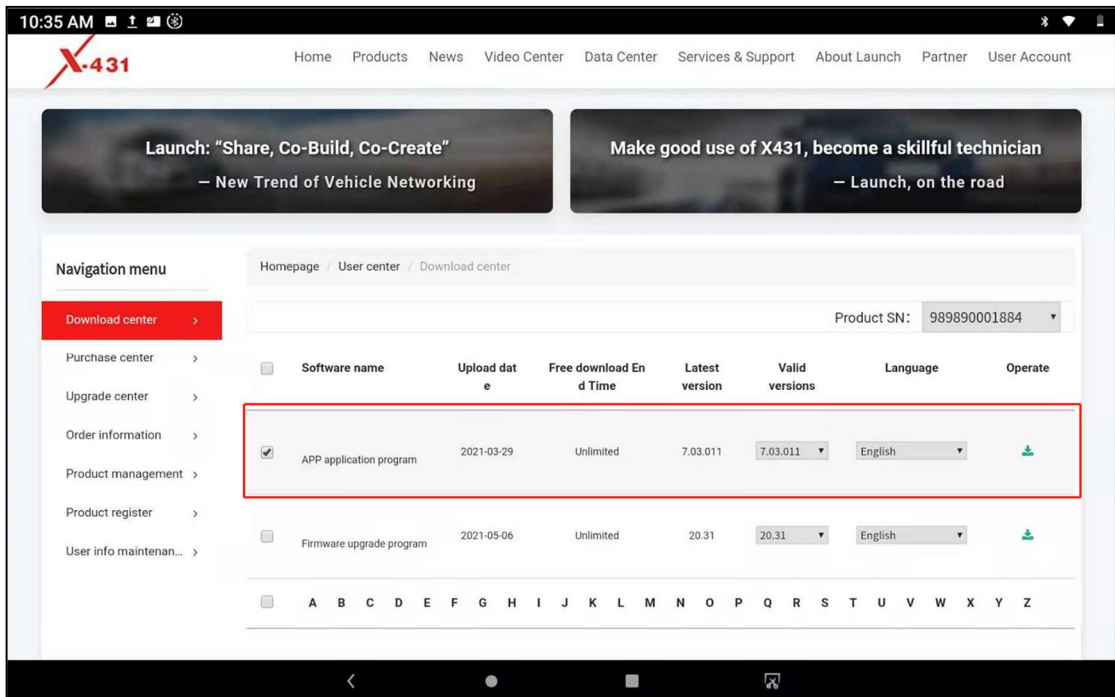 10:35 AM
X-431
Home Products News Video Center Data Center Services & Support About Launch Partner User Account
Launch: “Share, Co-Build, Co-Create”
— New Trend of Vehicle Networking
Make good use of X431, become a skillful technician
— Launch, on the road
Navigation menu
Homepage / User center / Download center
Download center >
Product SN: 989890001884
Purchase center >
Upgrade center >
Order information >
Product management >
Product register >
User info maintenan... >
Software name
Upload dat
e
Free download En
d Time
Latest
version
Valid
versions
Language
Operate
APP application program 2021-03-29 Unlimited 7.03.011 7.03.011 English
Firmware upgrade program 2021-05-06 Unlimited 20.31 20.31 English
A B C D E F G H I J K L M N O P Q R S T U V W X Y Z